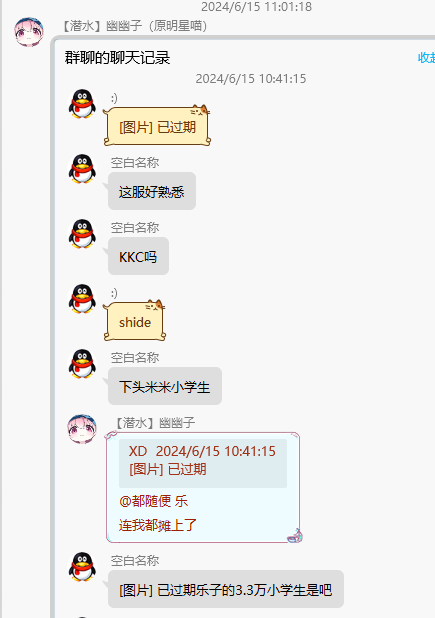 2024/6/15 11:01:18
【潜水】幽幽子（原明星喵）
群聊的聊天记录
收起
2024/6/15 10:41:15
:)
[图片] 已过期
空白名称
这服好熟悉
空白名称
KKC吗
:)
shide
空白名称
下头米米小学生
【潜水】幽幽子
XD 2024/6/15 10:41:15
[图片] 已过期
@都随便 乐
连我都摊上了
空白名称
[图片] 已过期乐子的3.3万小学生是吧